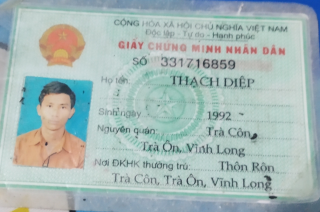 CỘNG HÒA XÃ HỘI CHỦ NGHĨA VIỆT NAM
Độc lập - Tự do - Hạnh phúc
GIẤY CHỨNG MINH NHÂN DÂN
SỐ 331716859
Họ tên: THẠCH DIỆP
Sinh ngày 1992
Nguyên quán: Trà Côn,
Trà Ôn, Vĩnh Long
Nơi ĐKHK thường trú: Thôn Rôn
Trà Côn, Trà Ôn, Vĩnh Long